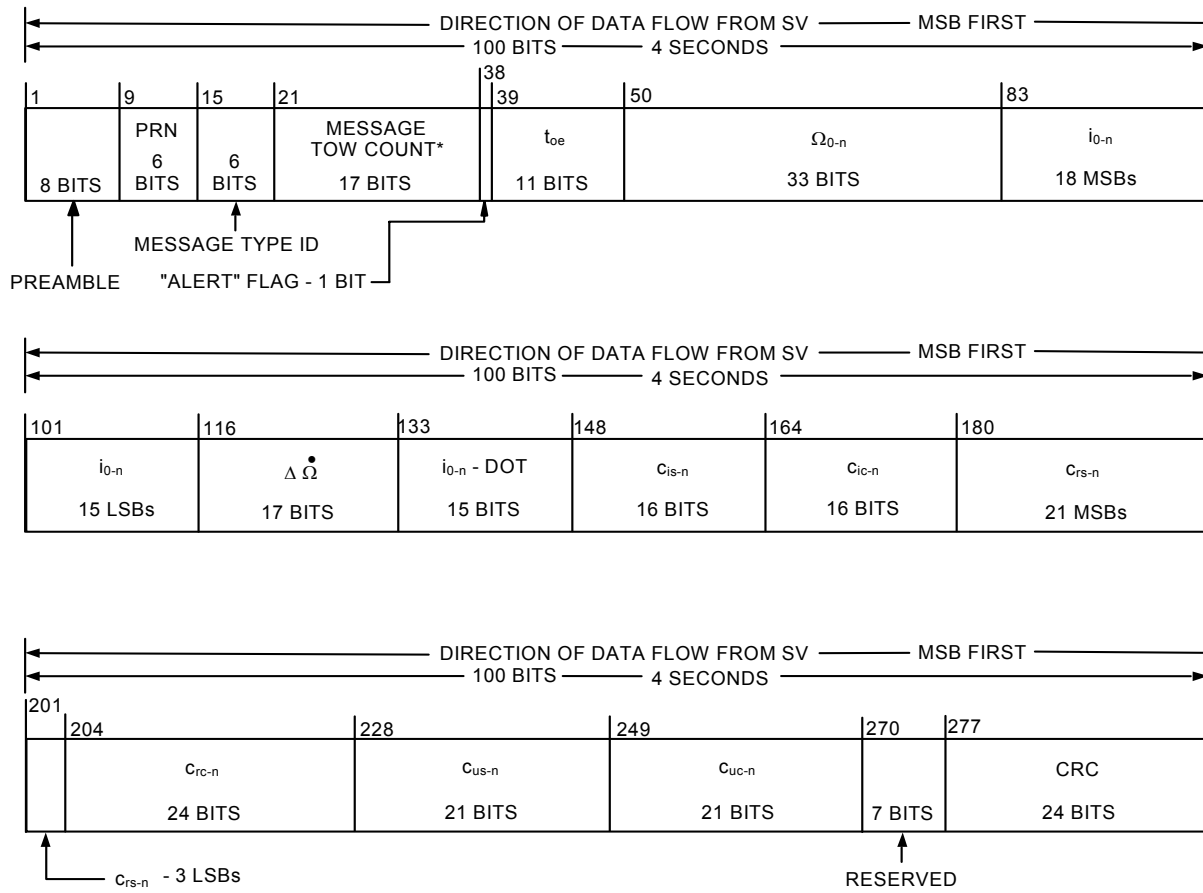 DIRECTION OF DATA FLOW FROM SV MSB FIRST
100 BITS 4 SECONDS
1 9 15 21 38 39 50 83
PRN MESSAGE t_oe Ω_0-n i_0-n
TOW COUNT*
8 BITS 6 BITS 6 BITS 17 BITS 11 BITS 33 BITS 18 MSBs
MESSAGE TYPE ID
PREAMBLE "ALERT" FLAG - 1 BIT
DIRECTION OF DATA FLOW FROM SV MSB FIRST
100 BITS 4 SECONDS
101 116 133 148 164 180
i_0-n Δ Ω̇ i_0-n - DOT c_is-n c_ic-n c_rs-n
15 LSBs 17 BITS 15 BITS 16 BITS 16 BITS 21 MSBs
DIRECTION OF DATA FLOW FROM SV MSB FIRST
100 BITS 4 SECONDS
201 204 228 249 270 277
c_rc-n c_us-n c_uc-n CRC
24 BITS 21 BITS 21 BITS 7 BITS 24 BITS
c_rs-n - 3 LSBs RESERVED